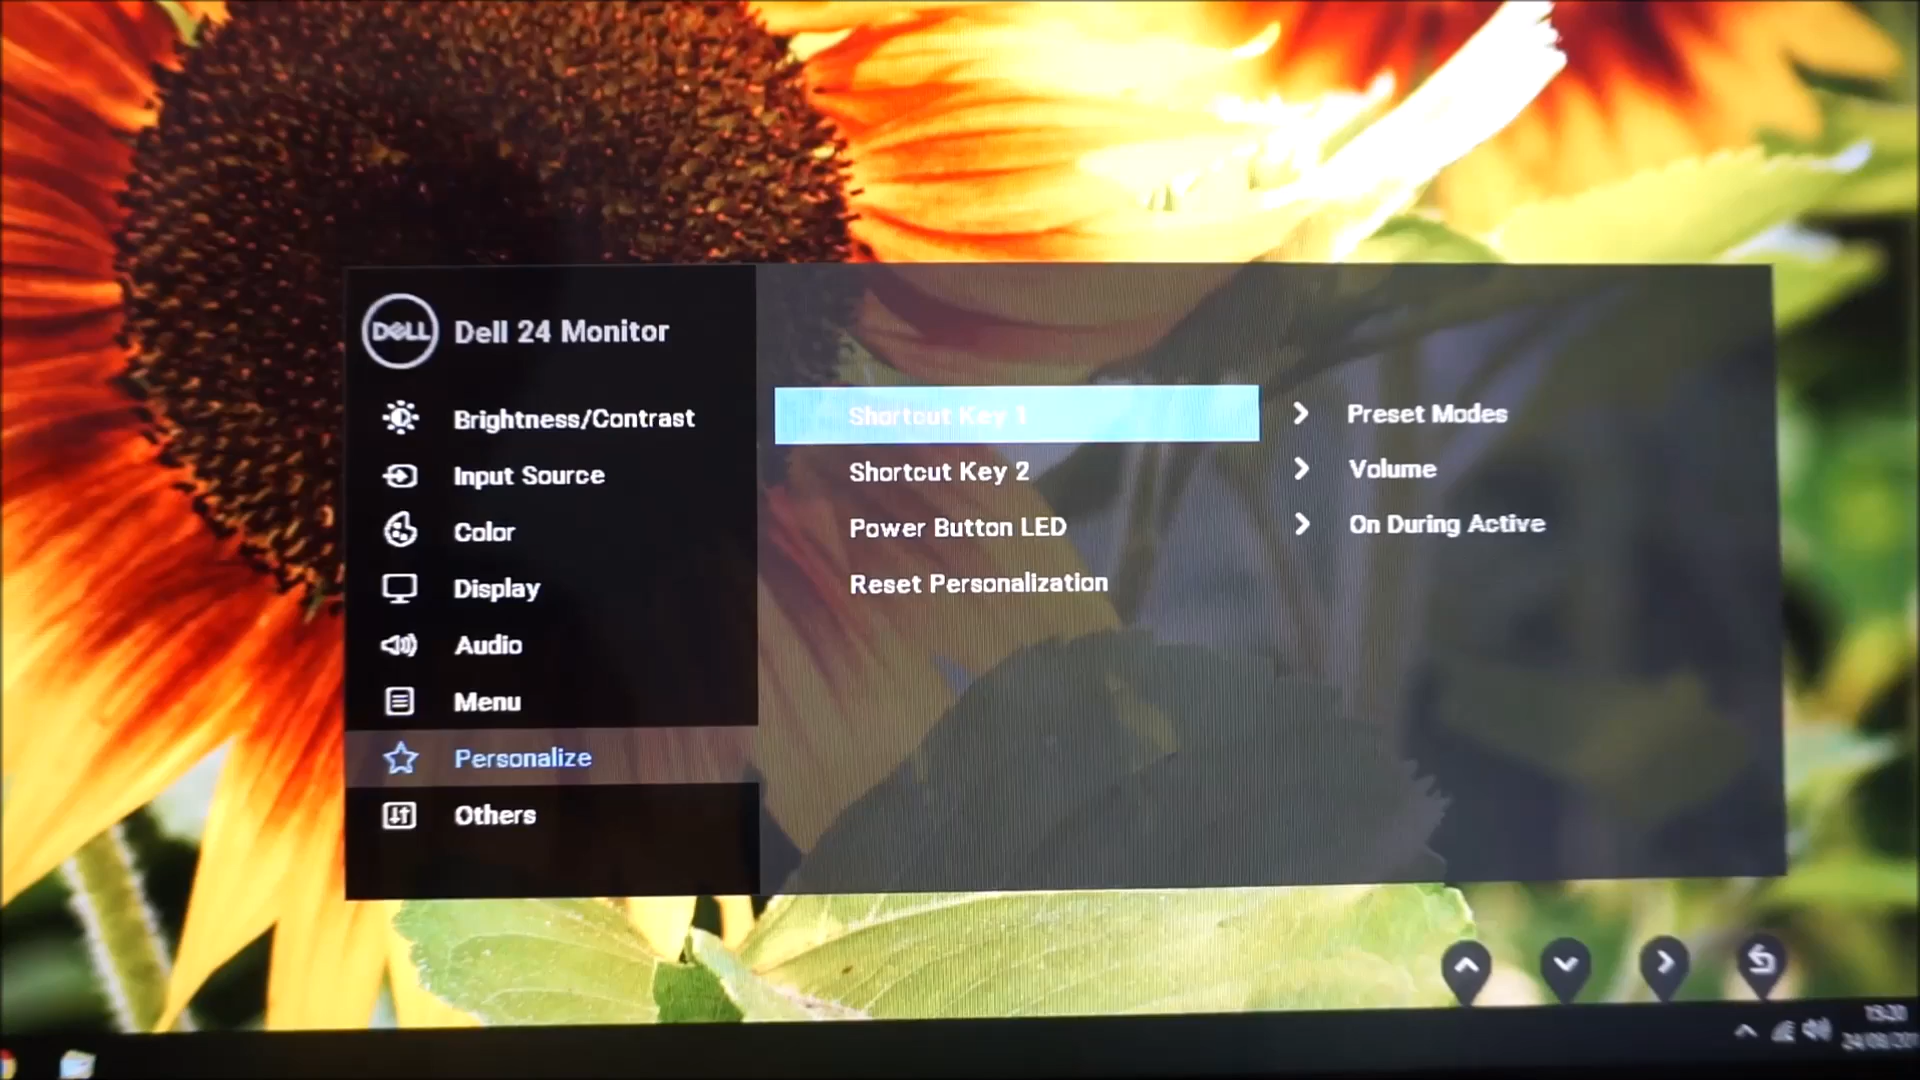 DELL Dell 24 Monitor
Brightness/Contrast
Input Source
Color
Display
Audio
Menu
Personalize
Others
Shortcut Key 1 Preset Modes
Shortcut Key 2 Volume
Power Button LED On During Active
Reset Personalization